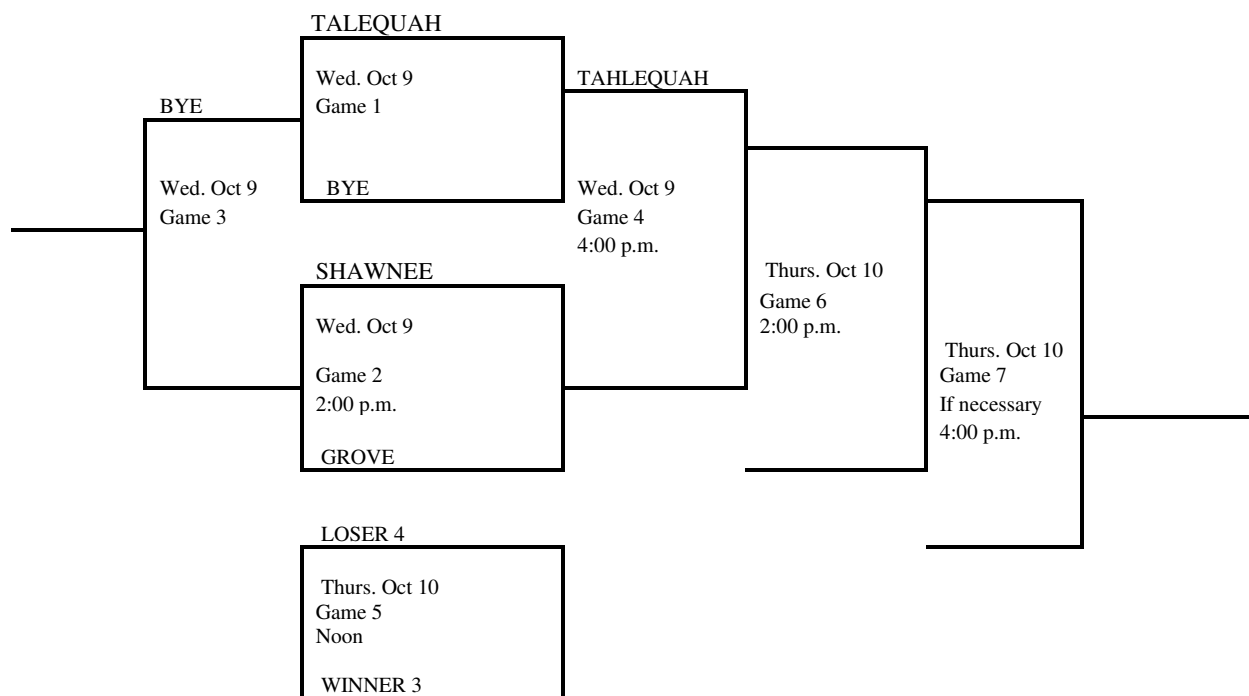 TALEQUAH
Wed. Oct 9
Game 1
BYE
BYE
Wed. Oct 9
Game 3
TAHLEQUAH
Wed. Oct 9
Game 4
4:00 p.m.
SHAWNEE
Wed. Oct 9
Game 2
2:00 p.m.
GROVE
Thurs. Oct 10
Game 6
2:00 p.m.
Thurs. Oct 10
Game 7
If necessary
4:00 p.m.
LOSER 4
Thurs. Oct 10
Game 5
Noon
WINNER 3